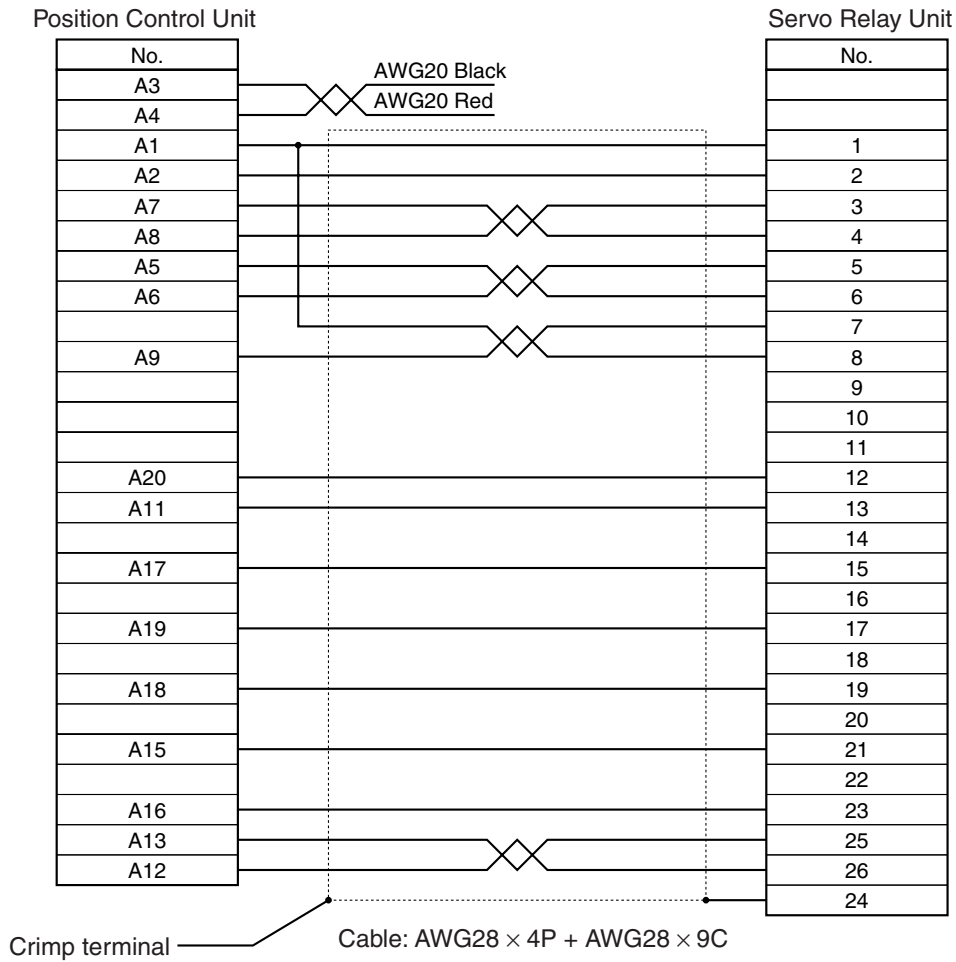 Position Control Unit Servo Relay Unit
No. No.
AWG20 Black
A3
AWG20 Red
A4
A1 1
A2 2
A7 3
A8 4
A5 5
A6 6
7
A9 8
9
10
11
A20 12
A11 13
14
A17 15
16
A19 17
18
A18 19
20
A15 21
22
A16 23
A13 25
A12 26
24
Crimp terminal Cable: AWG28 × 4P + AWG28 × 9C